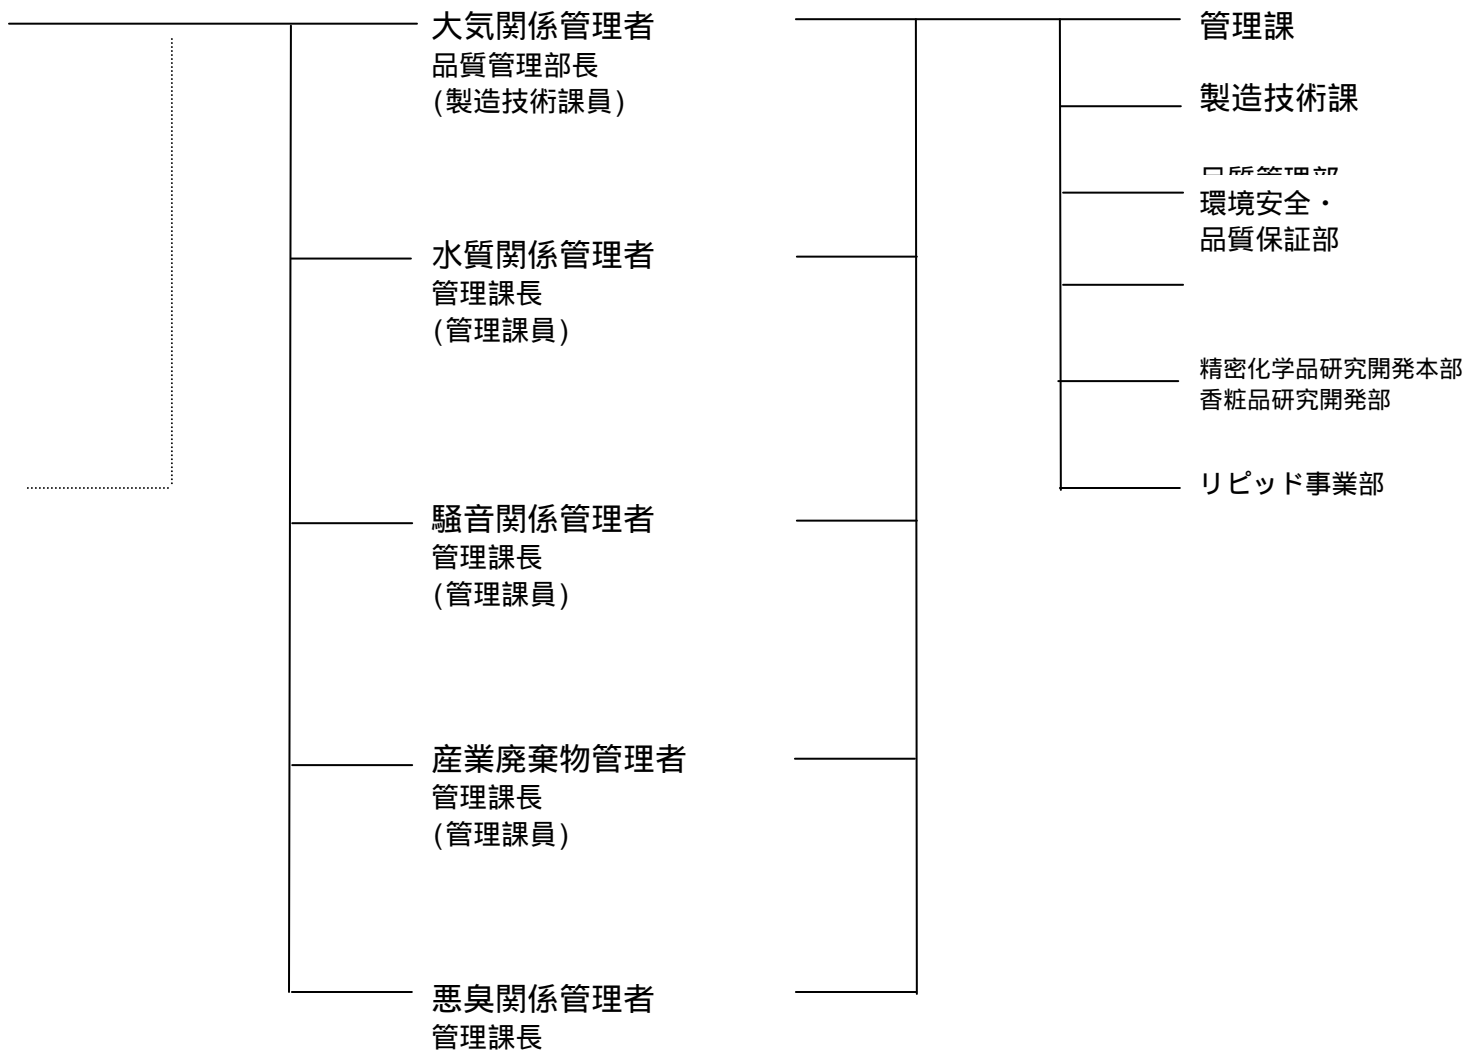 大気関係管理者
品質管理部長
(製造技術課員)
水質関係管理者
管理課長
(管理課員)
騒音関係管理者
管理課長
(管理課員)
産業廃棄物管理者
管理課長
(管理課員)
悪臭関係管理者
管理課長
管理課
製造技術課
品質管理部
環境安全・
品質保証部
精密化学品研究開発本部
香粧品研究開発部
リピッド事業部